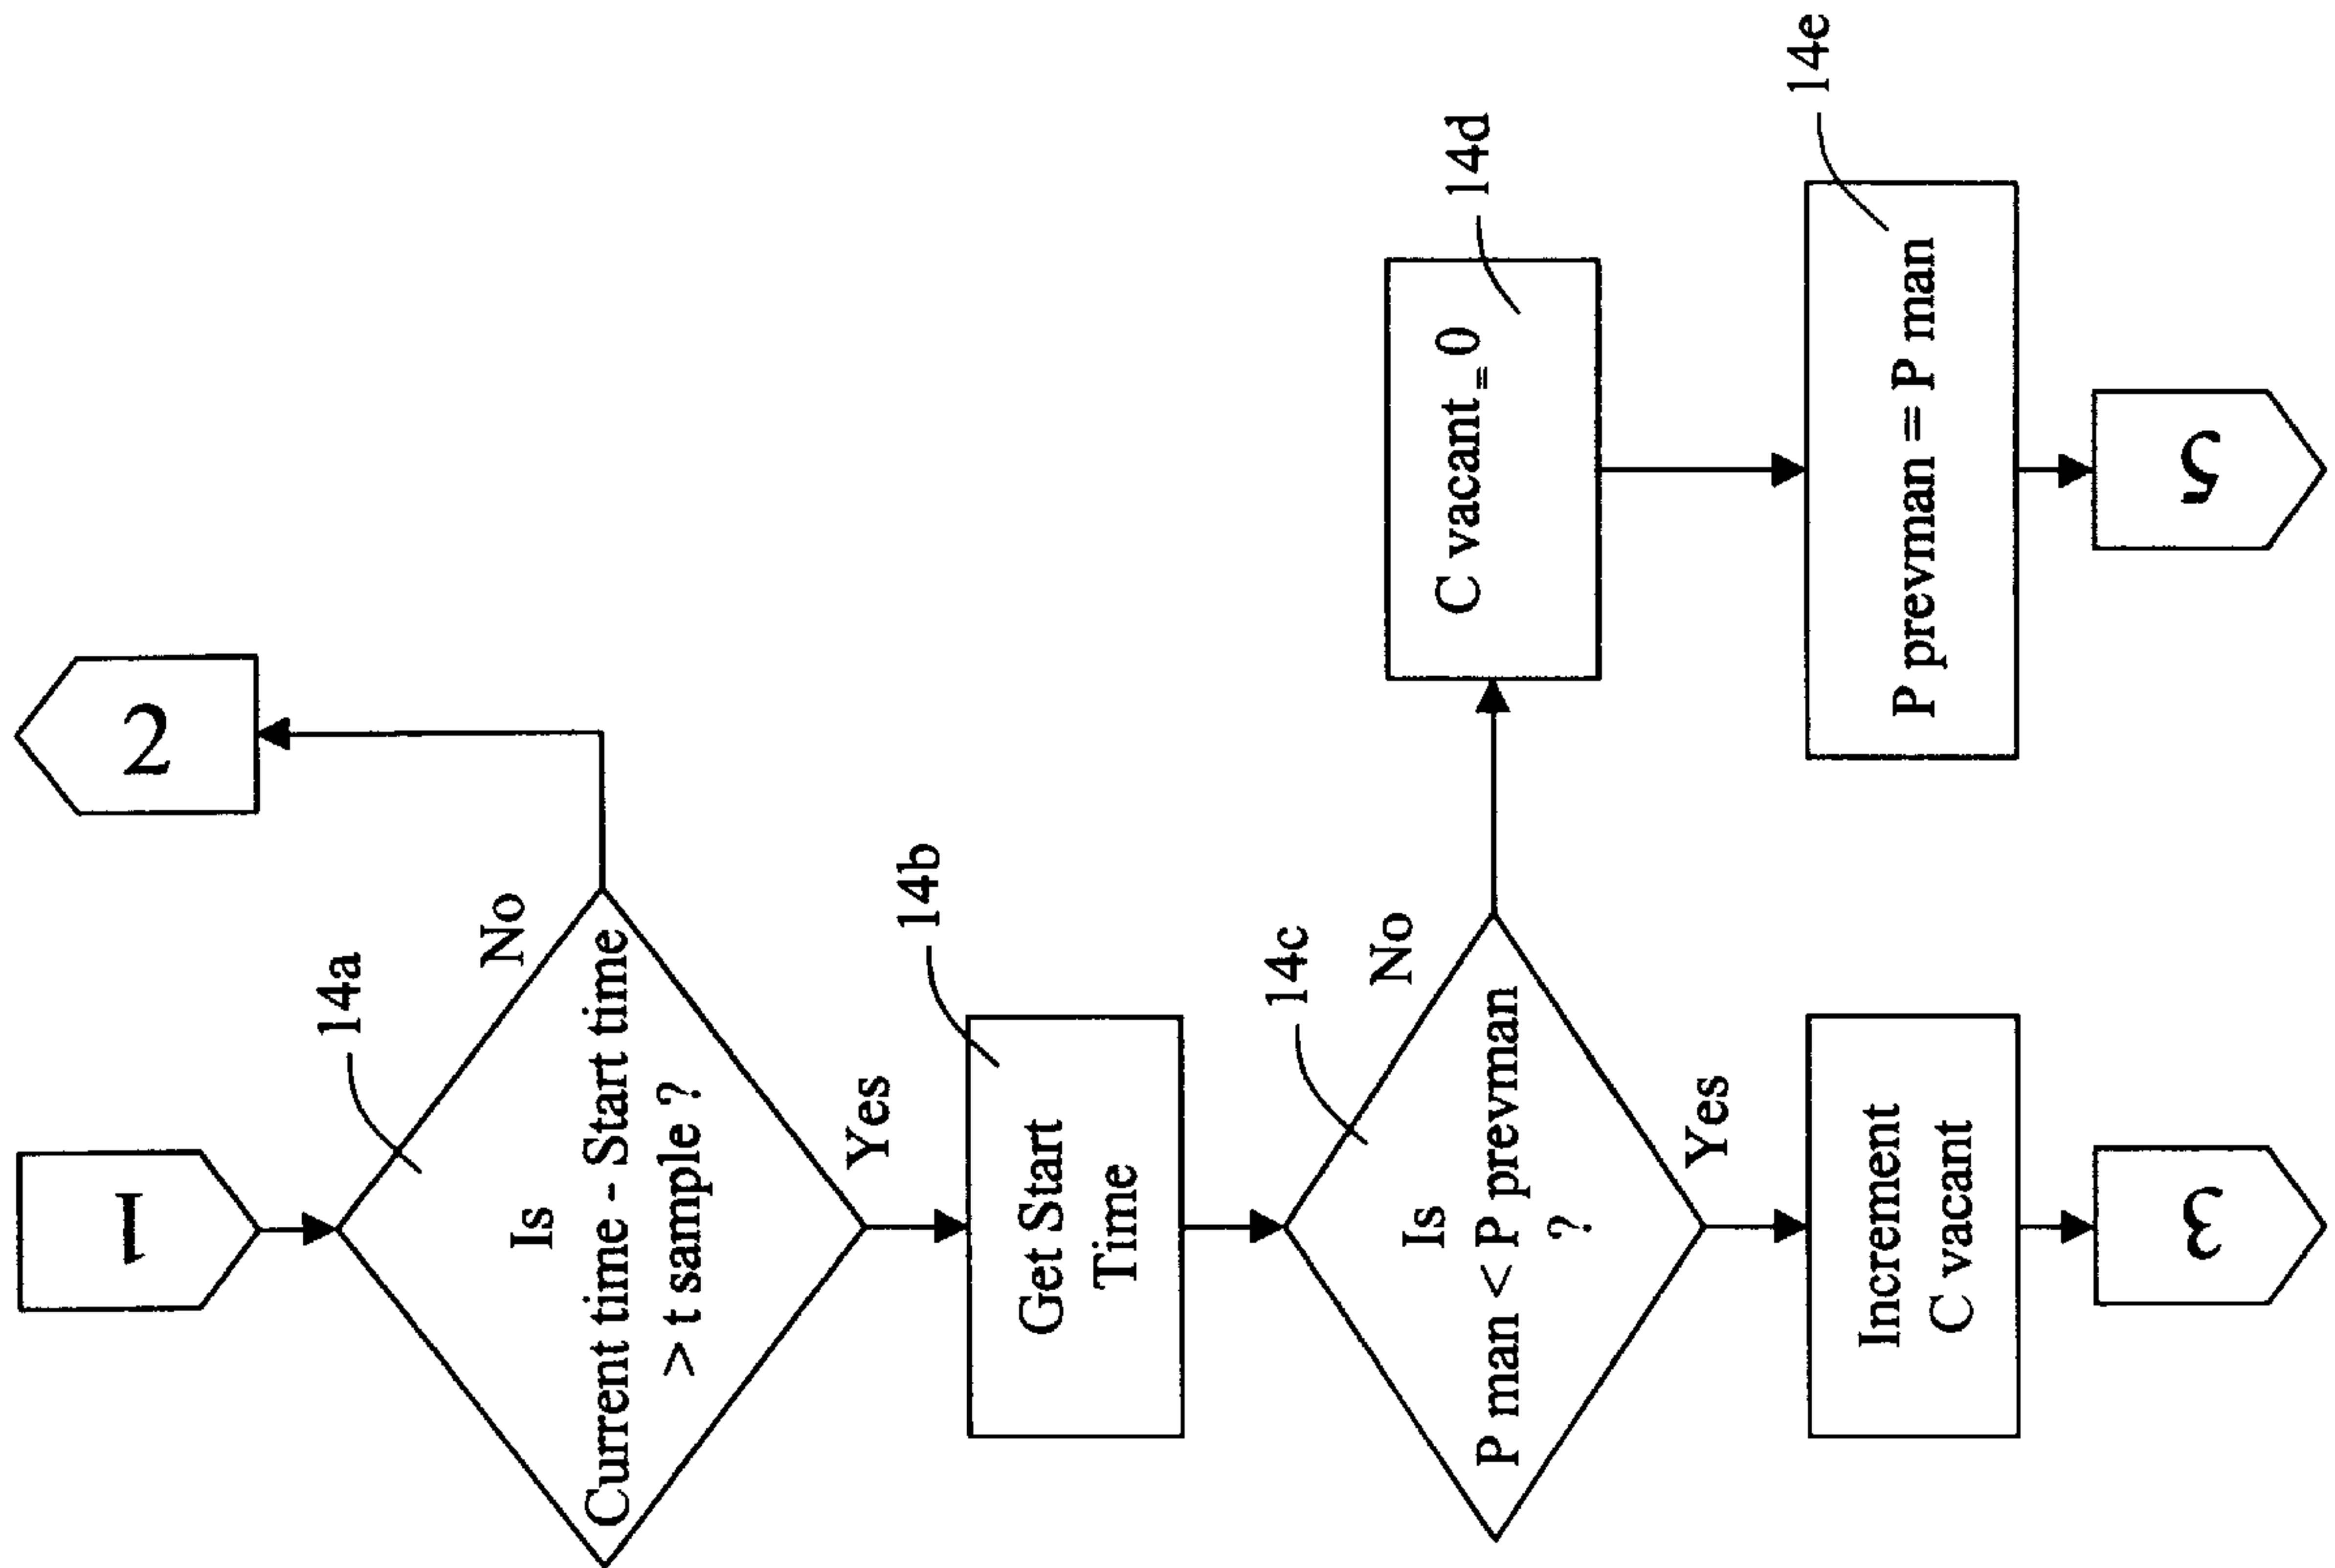 1
2
14a
No
Is
Current time - Start time
> t sample ?
Yes
14b
Get Start
Time
14c
No
Is
P man < P prevman
?
Yes
14d
C vacant = 0
14e
P prevman = P man
Increment
C vacant
3
5